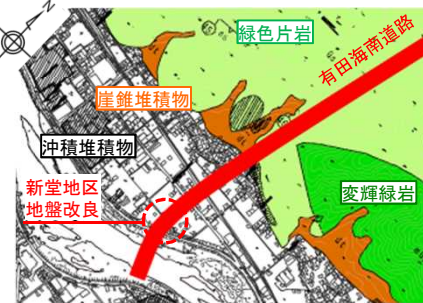 緑色片岩
有田海南道路
崖錐堆積物
沖積堆積物
新堂地区
地盤改良
変輝緑岩